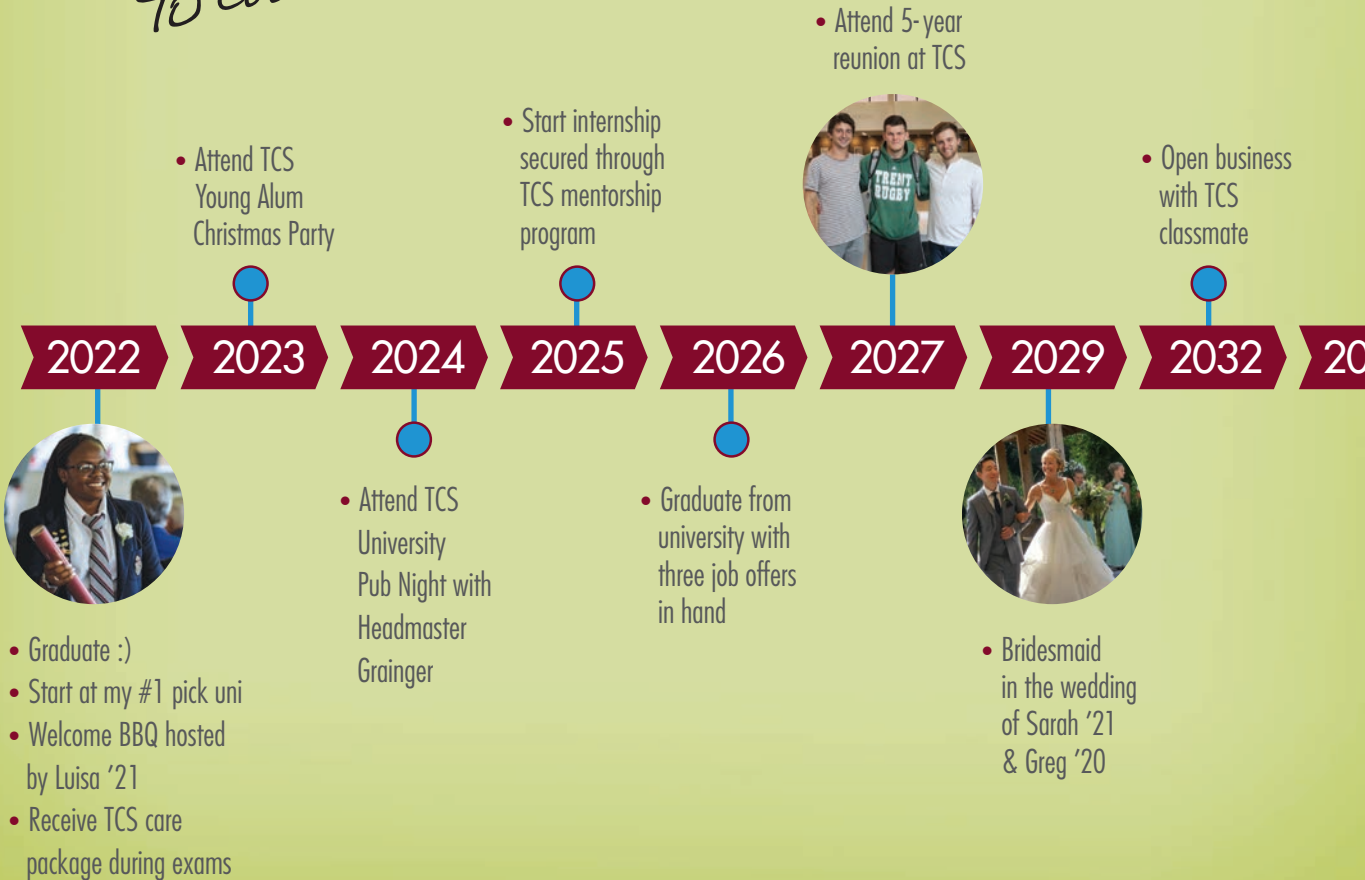 To
• Attend 5-year
reunion at TCS
• Start internship
secured through
TCS mentorship
program
• Attend TCS
Young Alum
Christmas Party
• Open business
with TCS
classmate
TRENT
RUGBY
2022 2023 2024 2025 2026 2027 2029 2032 20
• Graduate :)
• Start at my #1 pick uni
• Welcome BBQ hosted
by Luisa ’21
• Receive TCS care
package during exams
• Attend TCS
University
Pub Night with
Headmaster
Grainger
• Graduate from
university with
three job offers
in hand
• Bridesmaid
in the wedding
of Sarah ’21
& Greg ’20